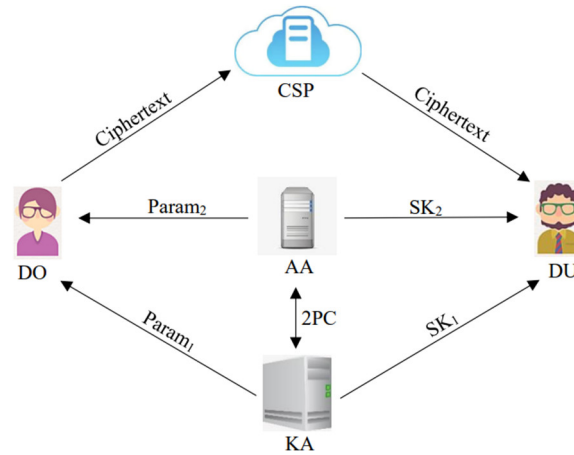 CSP
Ciphertext
Ciphertext
Param₂
SK₂
DO
AA
DU
2PC
Param₁
SK₁
KA